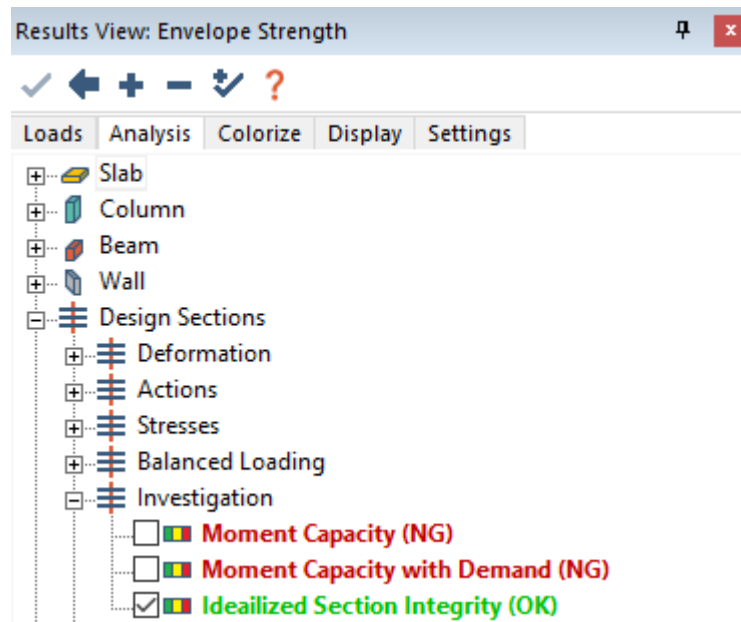 Results View: Envelope Strength
Loads Analysis Colorize Display Settings
Slab
Column
Beam
Wall
Design Sections
Deformation
Actions
Stresses
Balanced Loading
Investigation
Moment Capacity (NG)
Moment Capacity with Demand (NG)
Ideailized Section Integrity (OK)